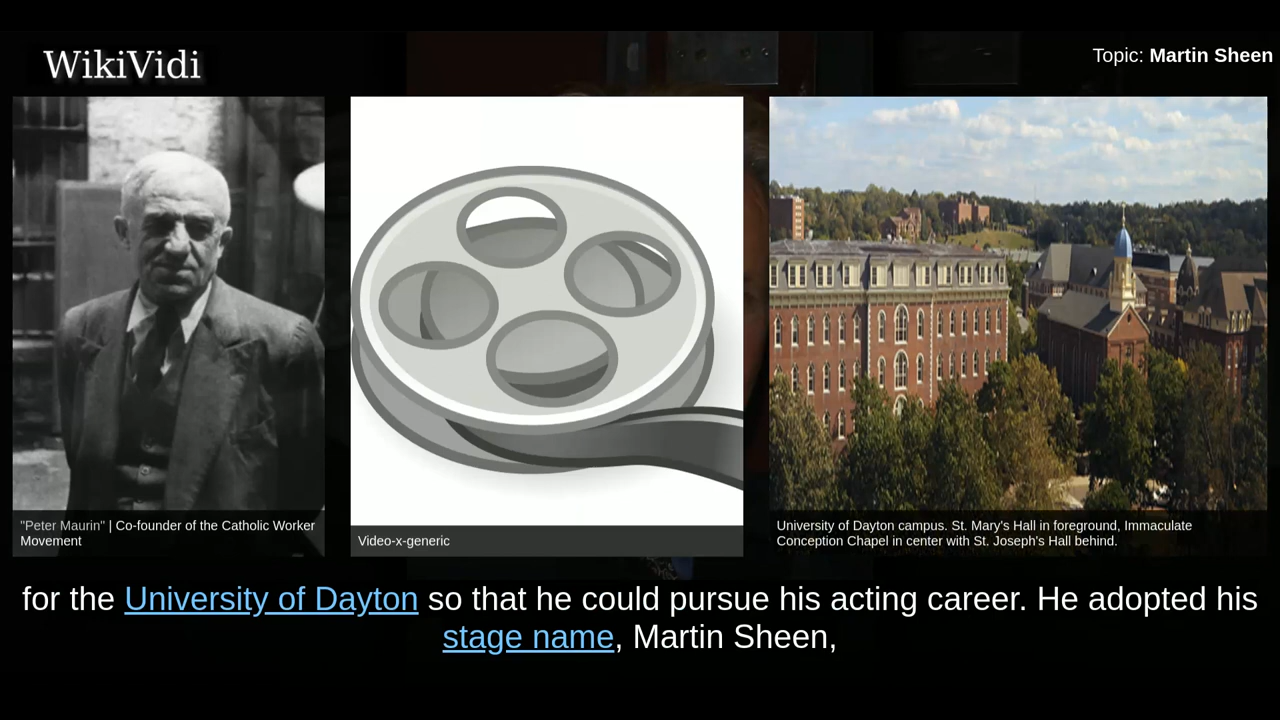 WikiVidi
Topic: Martin Sheen
"Peter Maurin" | Co-founder of the Catholic Worker
Movement
Video-x-generic
University of Dayton campus. St. Mary's Hall in foreground, Immaculate
Conception Chapel in center with St. Joseph's Hall behind.
for the University of Dayton so that he could pursue his acting career. He adopted his
stage name, Martin Sheen,